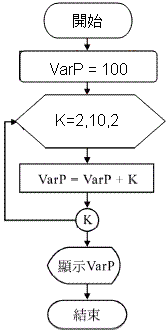 開始
VarP = 100
K=2,10,2
VarP = VarP + K
K
顯示VarP
結束